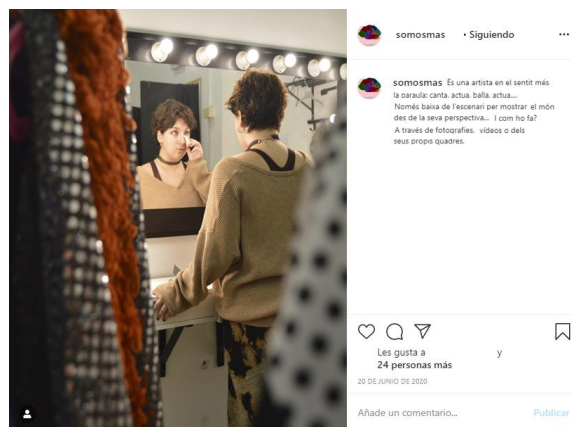 somosmas • Siguiendo
somosmas És una artista en el sentit més
la paraula: canta, actua, balla, actua....
Només baixa de l'escenari per mostrar el món
des de la seva perspectiva... I com ho fa?
A través de fotografies, vídeos o dels
seus propis quadres.
Les gusta a y
24 personas más
20 DE JUNIO DE 2020
Añade un comentario... Publicar